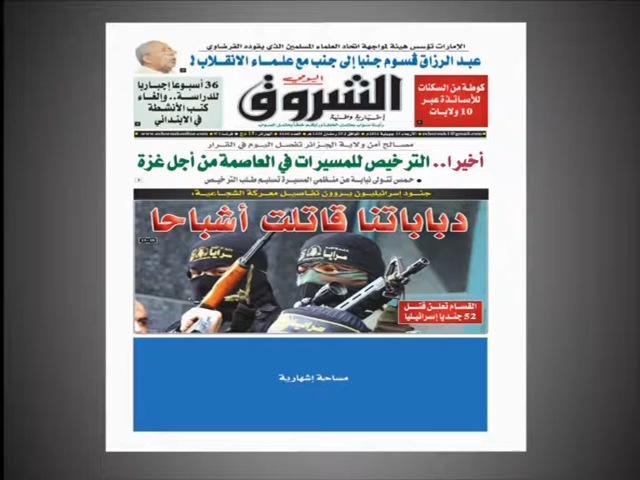 الإمارات تؤسس هيئة لمواجهة اتحاد العلماء المسلمين الذي يقوده القرضاوي
عبد الرزاق قسوم جنبا إلى جنب مع علماء الانقلاب !
كوطة من السكنات
للأساتذة عبر
10 ولايات
الشروق
اليومي
إخبارية وطنية
36 أسبوعا إجباريا
للدراسة.. وإلغاء
كتب الأنشطة
في الابتدائي
مصالح أمن ولاية الجزائر تفصل اليوم في القرار
أخيرا.. الترخيص للمسيرات في العاصمة من أجل غزة
● حمس تتولى نيابة عن منظمي المسيرة تسليم طلب الترخيص
جنود إسرائيليون يروون تفاصيل معركة الشجاعية:
دباباتنا قاتلت أشباحا
القسام تعلن قتل
52 جنديا إسرائيليا
مساحة إشهارية